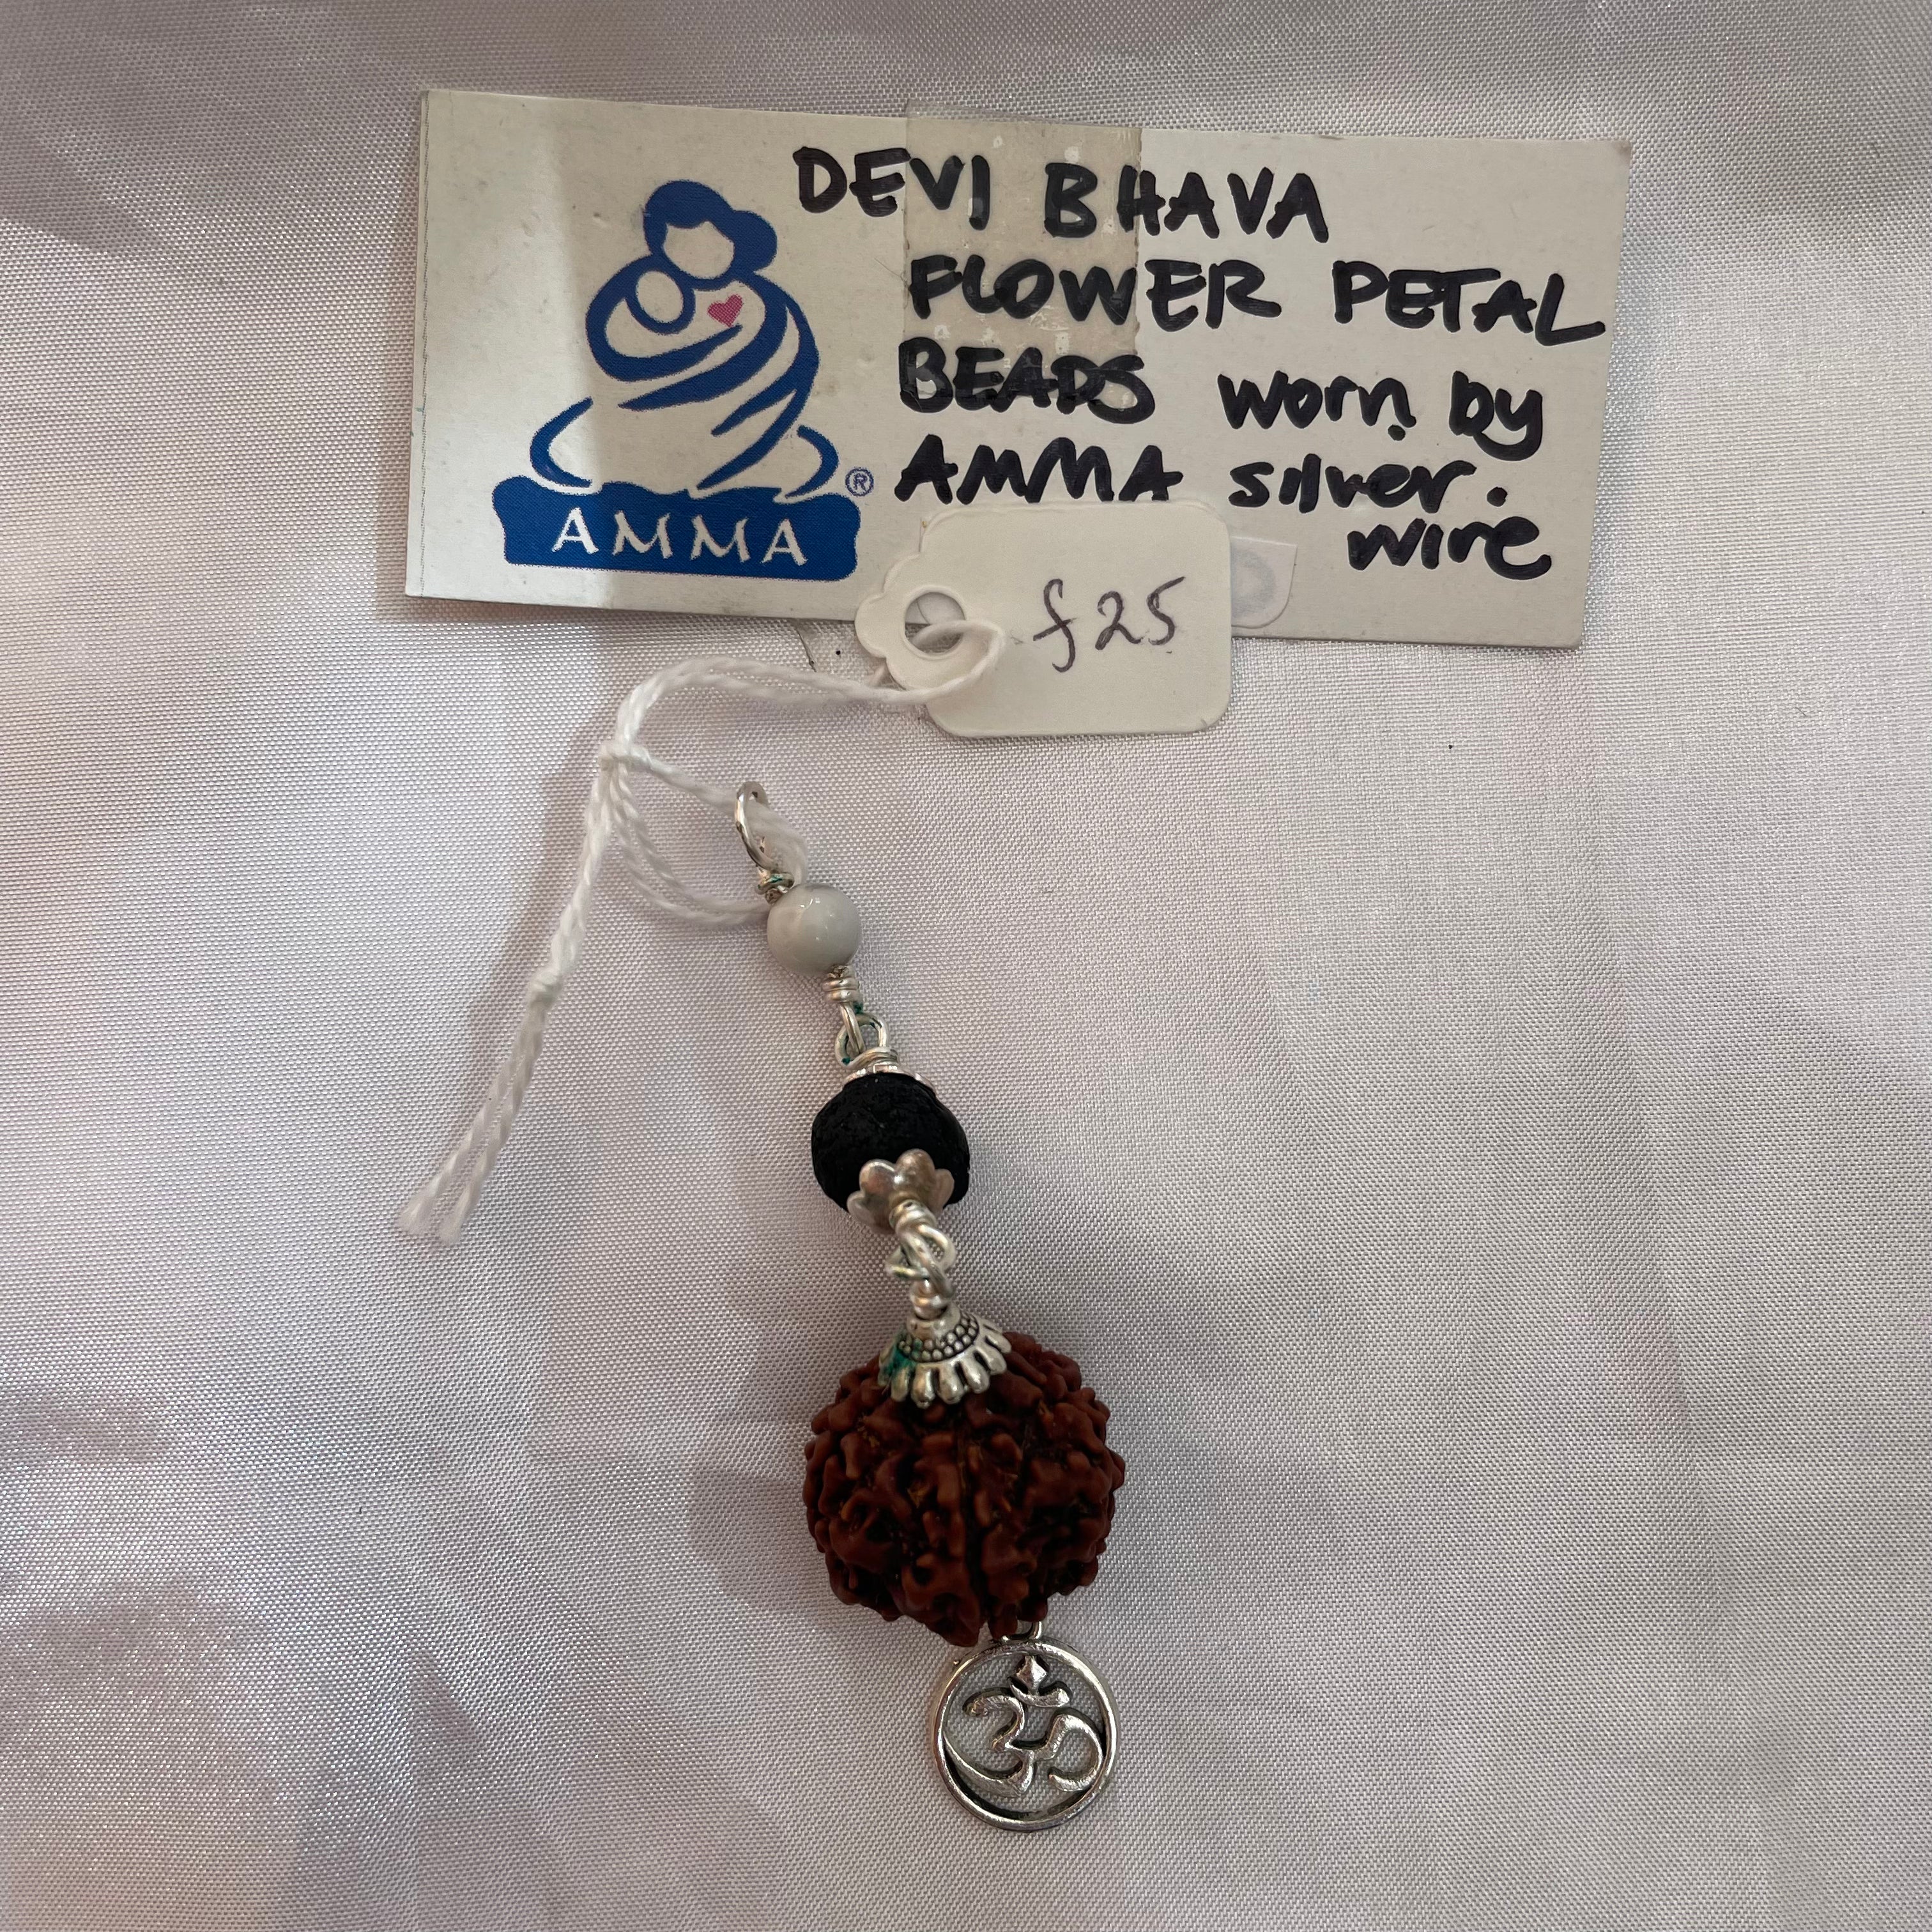 DEVI BHAVA
FLOWER PETAL
BEADS worn by
AMMA silver.
wire
AMMA
®
£25
ॐ